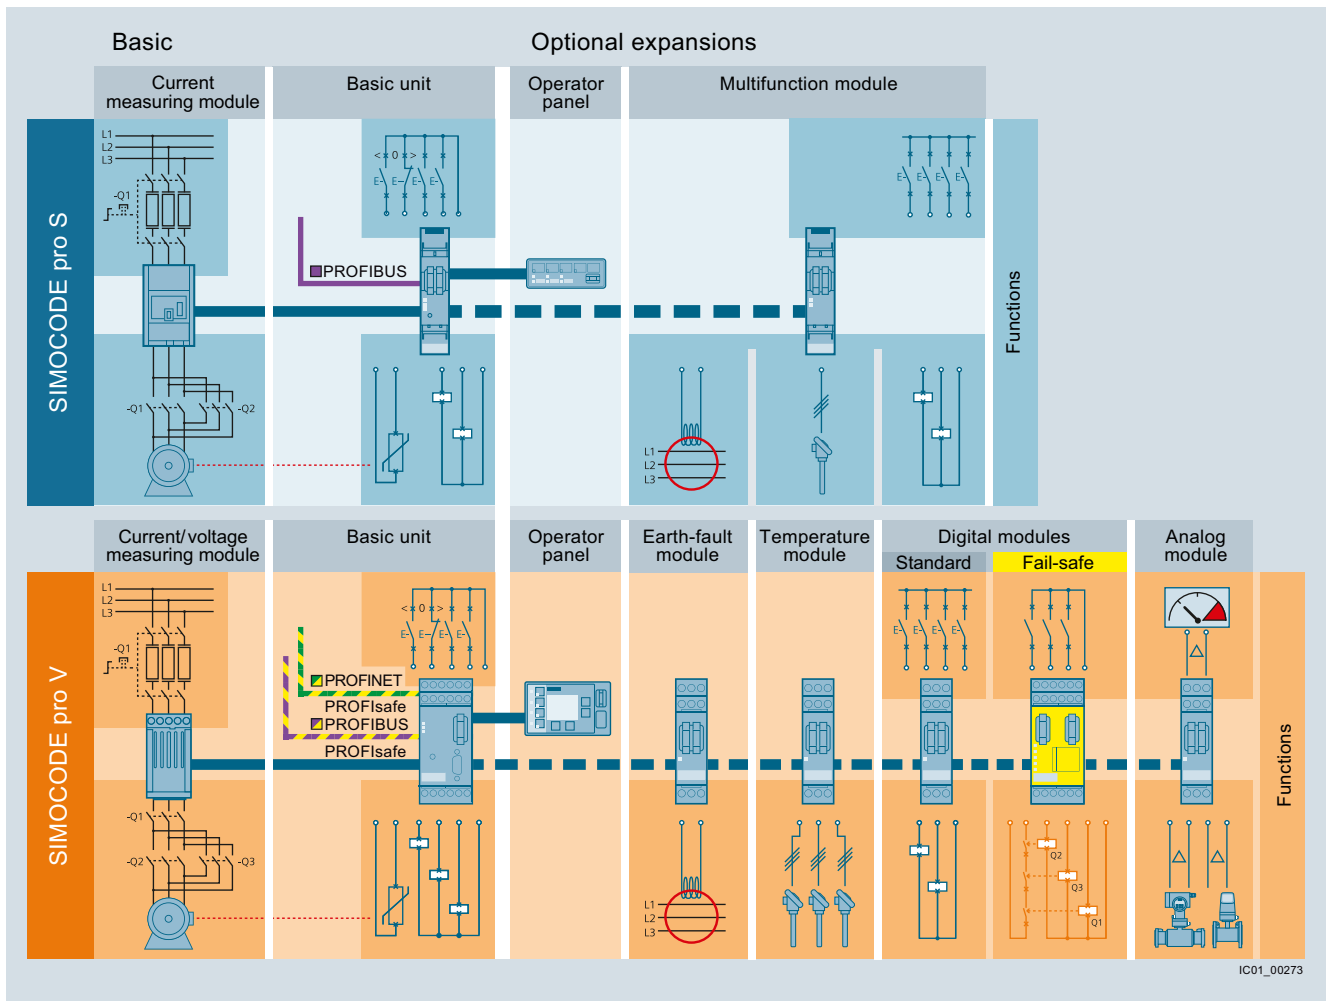 Basic
Optional expansions
Current
measuring module
Basic unit
Operator
panel
Multifunction module
SIMOCODE pro S
L1
L2
L3
-Q1
< 0 >
E- E- E- E-
E- E- E- E-
PROFIBUS
Functions
-Q1
-Q2
L1
L2
L3
Current/voltage
measuring module
Basic unit
Operator
panel
Earth-fault
module
Temperature
module
Digital modules
Standard
Fail-safe
Analog
module
SIMOCODE pro V
L1
L2
L3
-Q1
< 0 >
E- E- E- E-
E- E- E- E-
PROFINET
PROFIsafe
PROFIBUS
PROFIsafe
Functions
-Q1
-Q2
-Q3
L1
L2
L3
Q2
Q3
Q1
IC01_00273